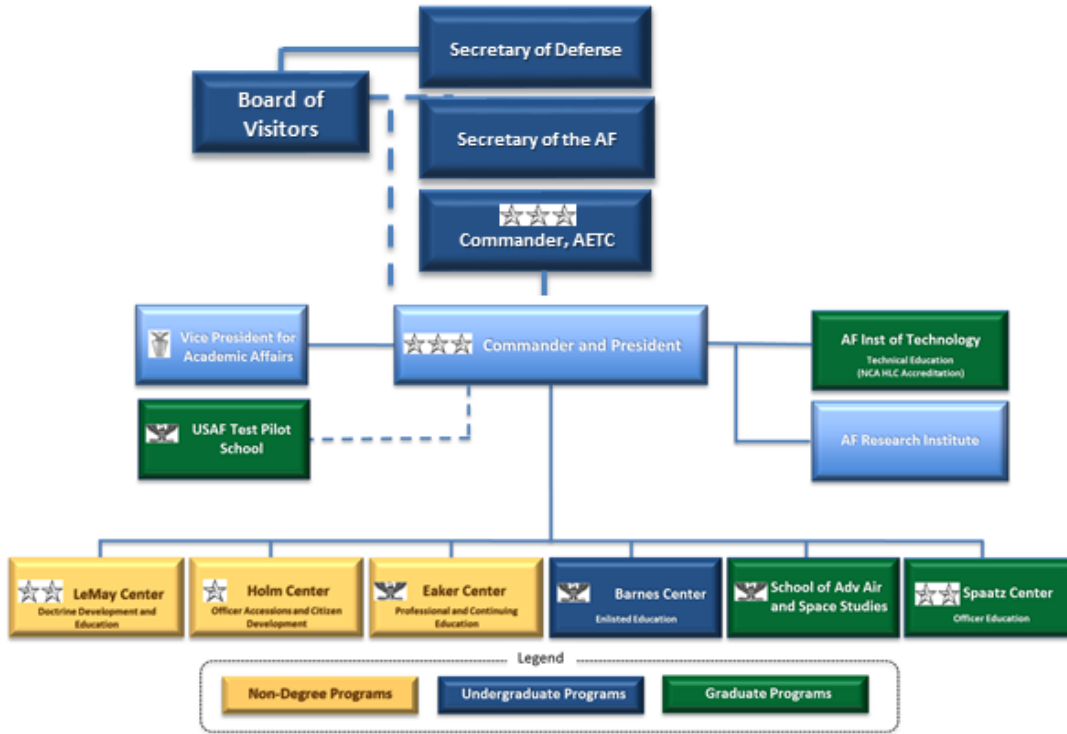 Secretary of Defense
Board of
Visitors
Secretary of the AF
Commander, AETC
Vice President for
Academic Affairs
Commander and President
AF Inst of Technology
Technical Education
(NCA HLC Accreditation)
USAF Test Pilot
School
AF Research Institute
LeMay Center
Doctrine Development and
Education
Holm Center
Officer Accessions and Citizen
Development
Eaker Center
Professional and Continuing
Education
Barnes Center
Enlisted Education
School of Adv Air
and Space Studies
Spaatz Center
Officer Education
Legend
Non-Degree Programs
Undergraduate Programs
Graduate Programs